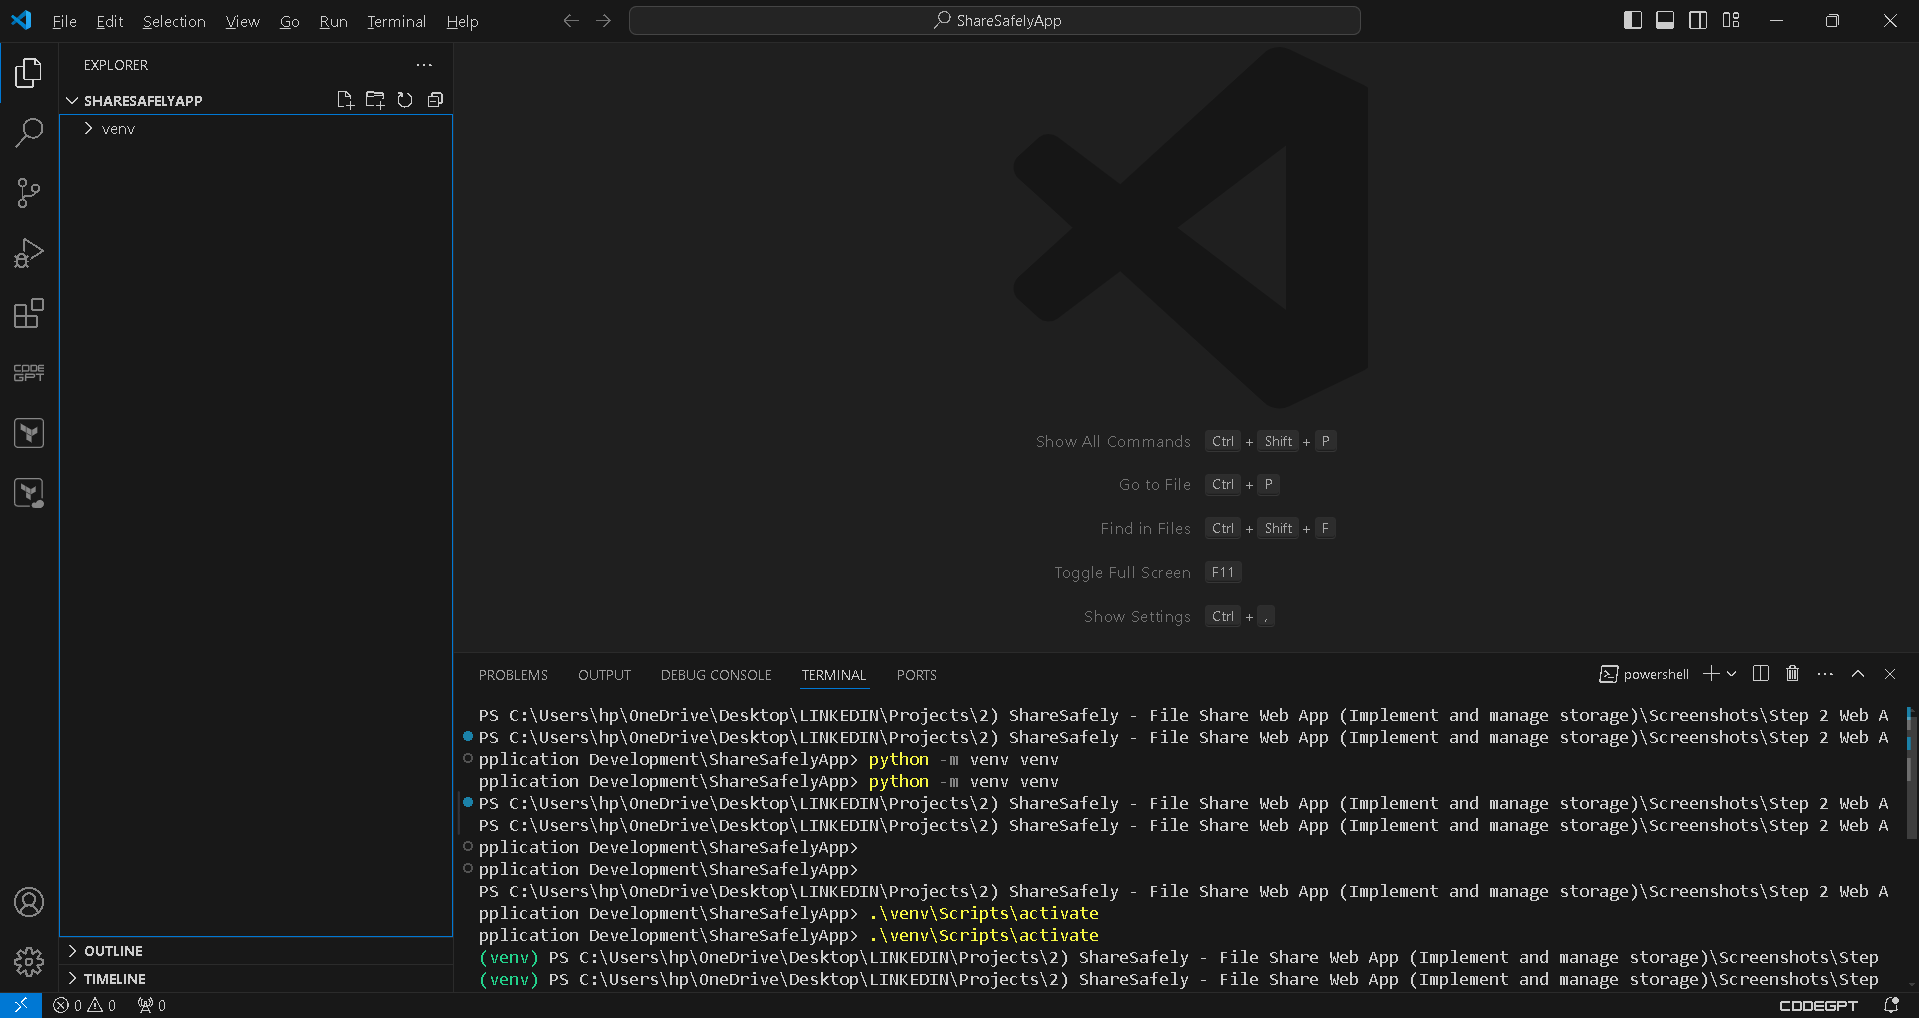 File Edit Selection View Go Run Terminal Help
ShareSafelyApp
EXPLORER
SHARESAFELYAPP
venv
CODE GPT
Show All Commands Ctrl + Shift + P
Go to File Ctrl + P
Find in Files Ctrl + Shift + F
Toggle Full Screen F11
Show Settings Ctrl + ,
PROBLEMS OUTPUT DEBUG CONSOLE TERMINAL PORTS
powershell
PS C:\Users\hp\OneDrive\Desktop\LINKEDIN\Projects\2) ShareSafely - File Share Web App (Implement and manage storage)\Screenshots\Step 2 Web A
PS C:\Users\hp\OneDrive\Desktop\LINKEDIN\Projects\2) ShareSafely - File Share Web App (Implement and manage storage)\Screenshots\Step 2 Web A
pplication Development\ShareSafelyApp> python -m venv venv
pplication Development\ShareSafelyApp> python -m venv venv
PS C:\Users\hp\OneDrive\Desktop\LINKEDIN\Projects\2) ShareSafely - File Share Web App (Implement and manage storage)\Screenshots\Step 2 Web A
PS C:\Users\hp\OneDrive\Desktop\LINKEDIN\Projects\2) ShareSafely - File Share Web App (Implement and manage storage)\Screenshots\Step 2 Web A
pplication Development\ShareSafelyApp>
pplication Development\ShareSafelyApp>
PS C:\Users\hp\OneDrive\Desktop\LINKEDIN\Projects\2) ShareSafely - File Share Web App (Implement and manage storage)\Screenshots\Step 2 Web A
pplication Development\ShareSafelyApp> .\venv\Scripts\activate
pplication Development\ShareSafelyApp> .\venv\Scripts\activate
(venv) PS C:\Users\hp\OneDrive\Desktop\LINKEDIN\Projects\2) ShareSafely - File Share Web App (Implement and manage storage)\Screenshots\Step
(venv) PS C:\Users\hp\OneDrive\Desktop\LINKEDIN\Projects\2) ShareSafely - File Share Web App (Implement and manage storage)\Screenshots\Step
OUTLINE
TIMELINE
0 0 0
CODEGPT